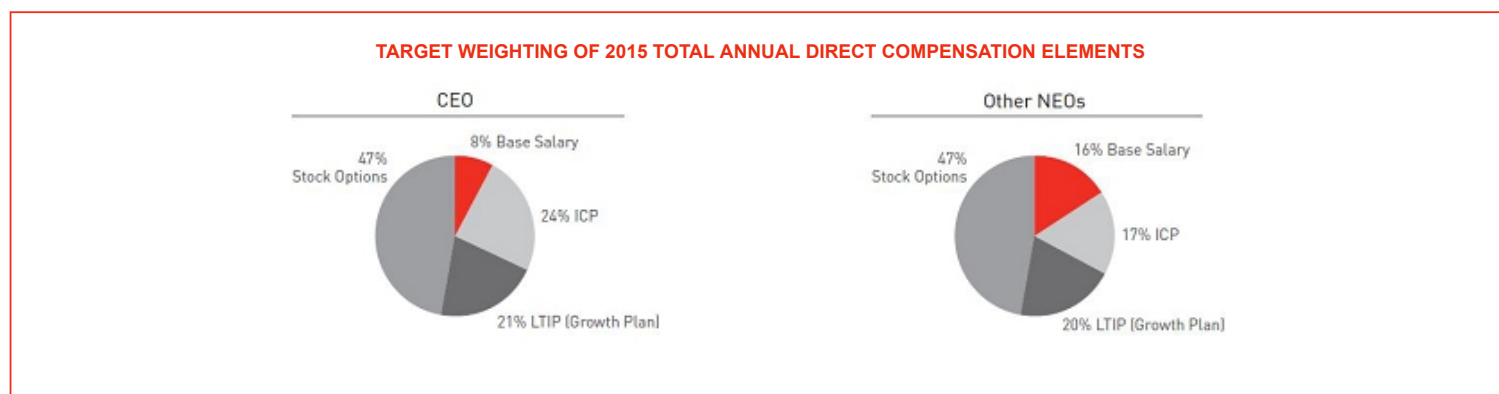 TARGET WEIGHTING OF 2015 TOTAL ANNUAL DIRECT COMPENSATION ELEMENTS
CEO
8% Base Salary
47%
Stock Options
24% ICP
21% LTIP (Growth Plan)
Other NEOs
16% Base Salary
47%
Stock Options
17% ICP
20% LTIP (Growth Plan)